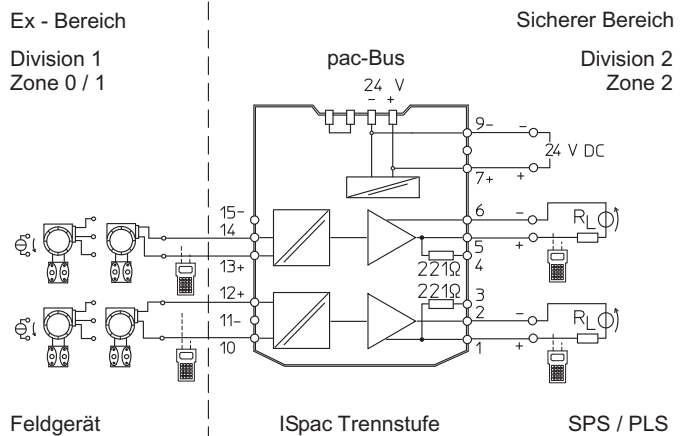 Ex - Bereich
Sicherer Bereich
Division 1
Zone 0 / 1
pac-Bus
Division 2
Zone 2
24 V
- +
9-
-
24 V DC
7+
+
15-
14
13+
6
-
RL
5
+
221Ω
4
12+
11-
10
221Ω
3
2
-
RL
1
+
Feldgerät
ISpac Trennstufe
SPS / PLS